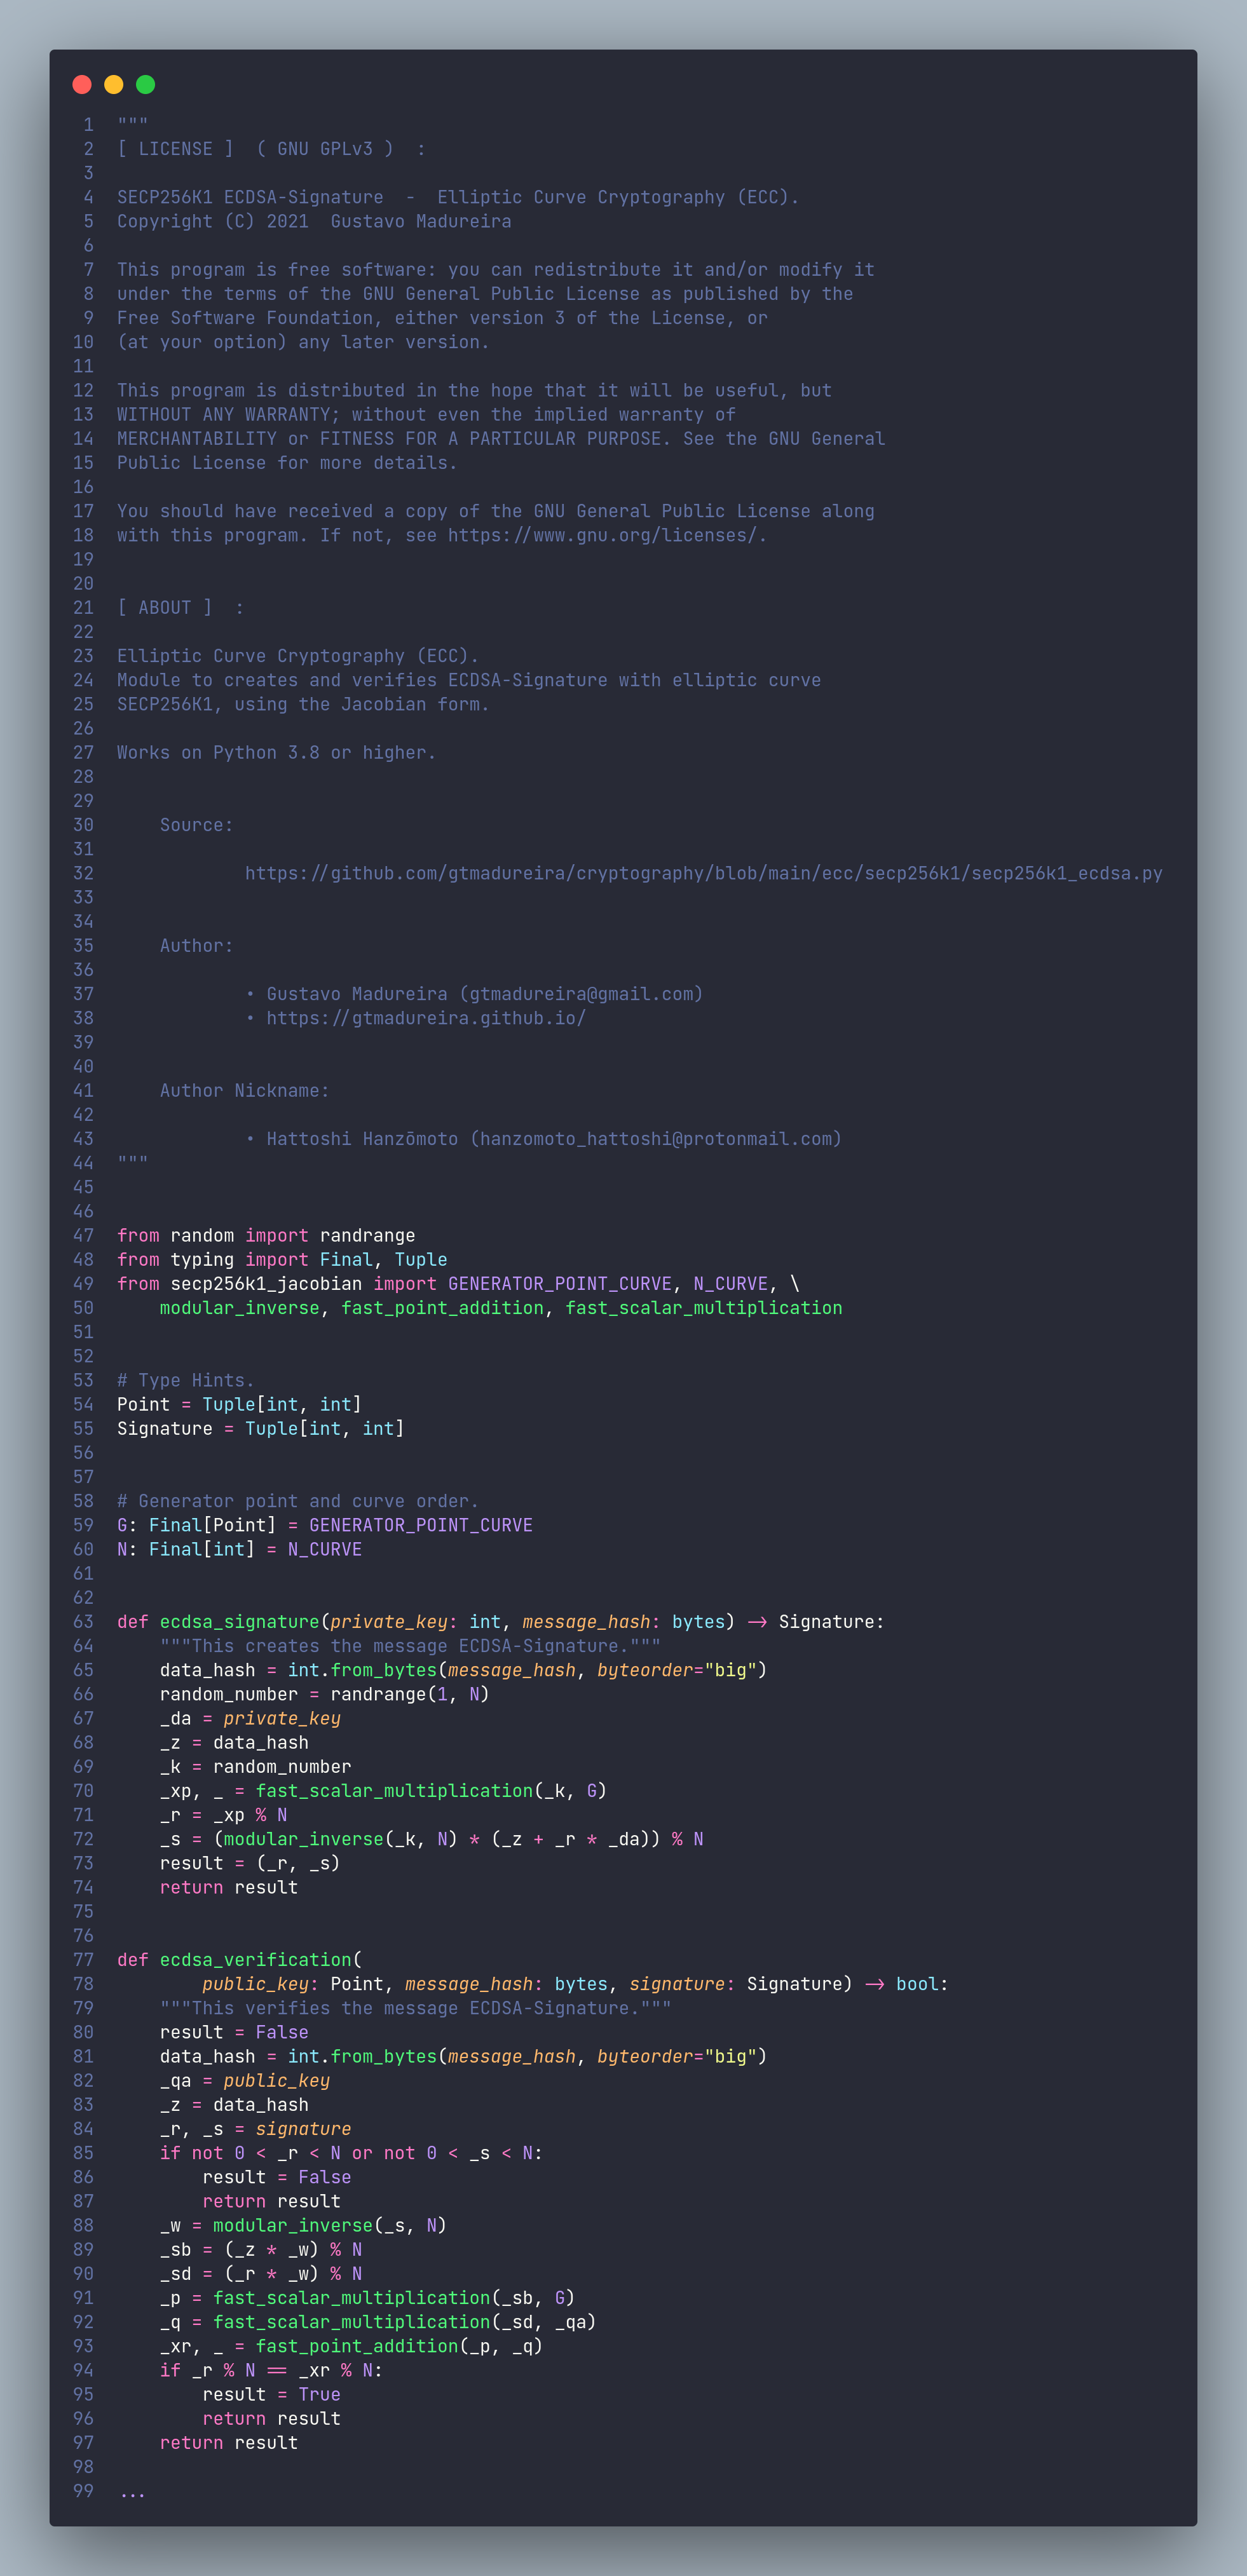 1 """
2 [ LICENSE ]  ( GNU GPLv3 )  :
3
4 SECP256K1 ECDSA-Signature  -  Elliptic Curve Cryptography (ECC).
5 Copyright (C) 2021  Gustavo Madureira
6
7 This program is free software: you can redistribute it and/or modify it
8 under the terms of the GNU General Public License as published by the
9 Free Software Foundation, either version 3 of the License, or
10 (at your option) any later version.
11
12 This program is distributed in the hope that it will be useful, but
13 WITHOUT ANY WARRANTY; without even the implied warranty of
14 MERCHANTABILITY or FITNESS FOR A PARTICULAR PURPOSE. See the GNU General
15 Public License for more details.
16
17 You should have received a copy of the GNU General Public License along
18 with this program. If not, see https://www.gnu.org/licenses/.
19
20
21 [ ABOUT ]  :
22
23 Elliptic Curve Cryptography (ECC).
24 Module to creates and verifies ECDSA-Signature with elliptic curve
25 SECP256K1, using the Jacobian form.
26
27 Works on Python 3.8 or higher.
28
29
30     Source:
31
32             https://github.com/gtmadureira/cryptography/blob/main/ecc/secp256k1/secp256k1_ecdsa.py
33
34
35     Author:
36
37             • Gustavo Madureira (gtmadureira@gmail.com)
38             • https://gtmadureira.github.io/
39
40
41     Author Nickname:
42
43             • Hattoshi Hanzōmoto (hanzomoto_hattoshi@protonmail.com)
44 """
45
46
47 from random import randrange
48 from typing import Final, Tuple
49 from secp256k1_jacobian import GENERATOR_POINT_CURVE, N_CURVE, \
50     modular_inverse, fast_point_addition, fast_scalar_multiplication
51
52
53 # Type Hints.
54 Point = Tuple[int, int]
55 Signature = Tuple[int, int]
56
57
58 # Generator point and curve order.
59 G: Final[Point] = GENERATOR_POINT_CURVE
60 N: Final[int] = N_CURVE
61
62
63 def ecdsa_signature(private_key: int, message_hash: bytes) -> Signature:
64     """This creates the message ECDSA-Signature."""
65     data_hash = int.from_bytes(message_hash, byteorder="big")
66     random_number = randrange(1, N)
67     _da = private_key
68     _z = data_hash
69     _k = random_number
70     _xp, _ = fast_scalar_multiplication(_k, G)
71     _r = _xp % N
72     _s = (modular_inverse(_k, N) * (_z + _r * _da)) % N
73     result = (_r, _s)
74     return result
75
76
77 def ecdsa_verification(
78         public_key: Point, message_hash: bytes, signature: Signature) -> bool:
79     """This verifies the message ECDSA-Signature."""
80     result = False
81     data_hash = int.from_bytes(message_hash, byteorder="big")
82     _qa = public_key
83     _z = data_hash
84     _r, _s = signature
85     if not 0 < _r < N or not 0 < _s < N:
86         result = False
87         return result
88     _w = modular_inverse(_s, N)
89     _sb = (_z * _w) % N
90     _sd = (_r * _w) % N
91     _p = fast_scalar_multiplication(_sb, G)
92     _q = fast_scalar_multiplication(_sd, _qa)
93     _xr, _ = fast_point_addition(_p, _q)
94     if _r % N == _xr % N:
95         result = True
96         return result
97     return result
98
99 ...